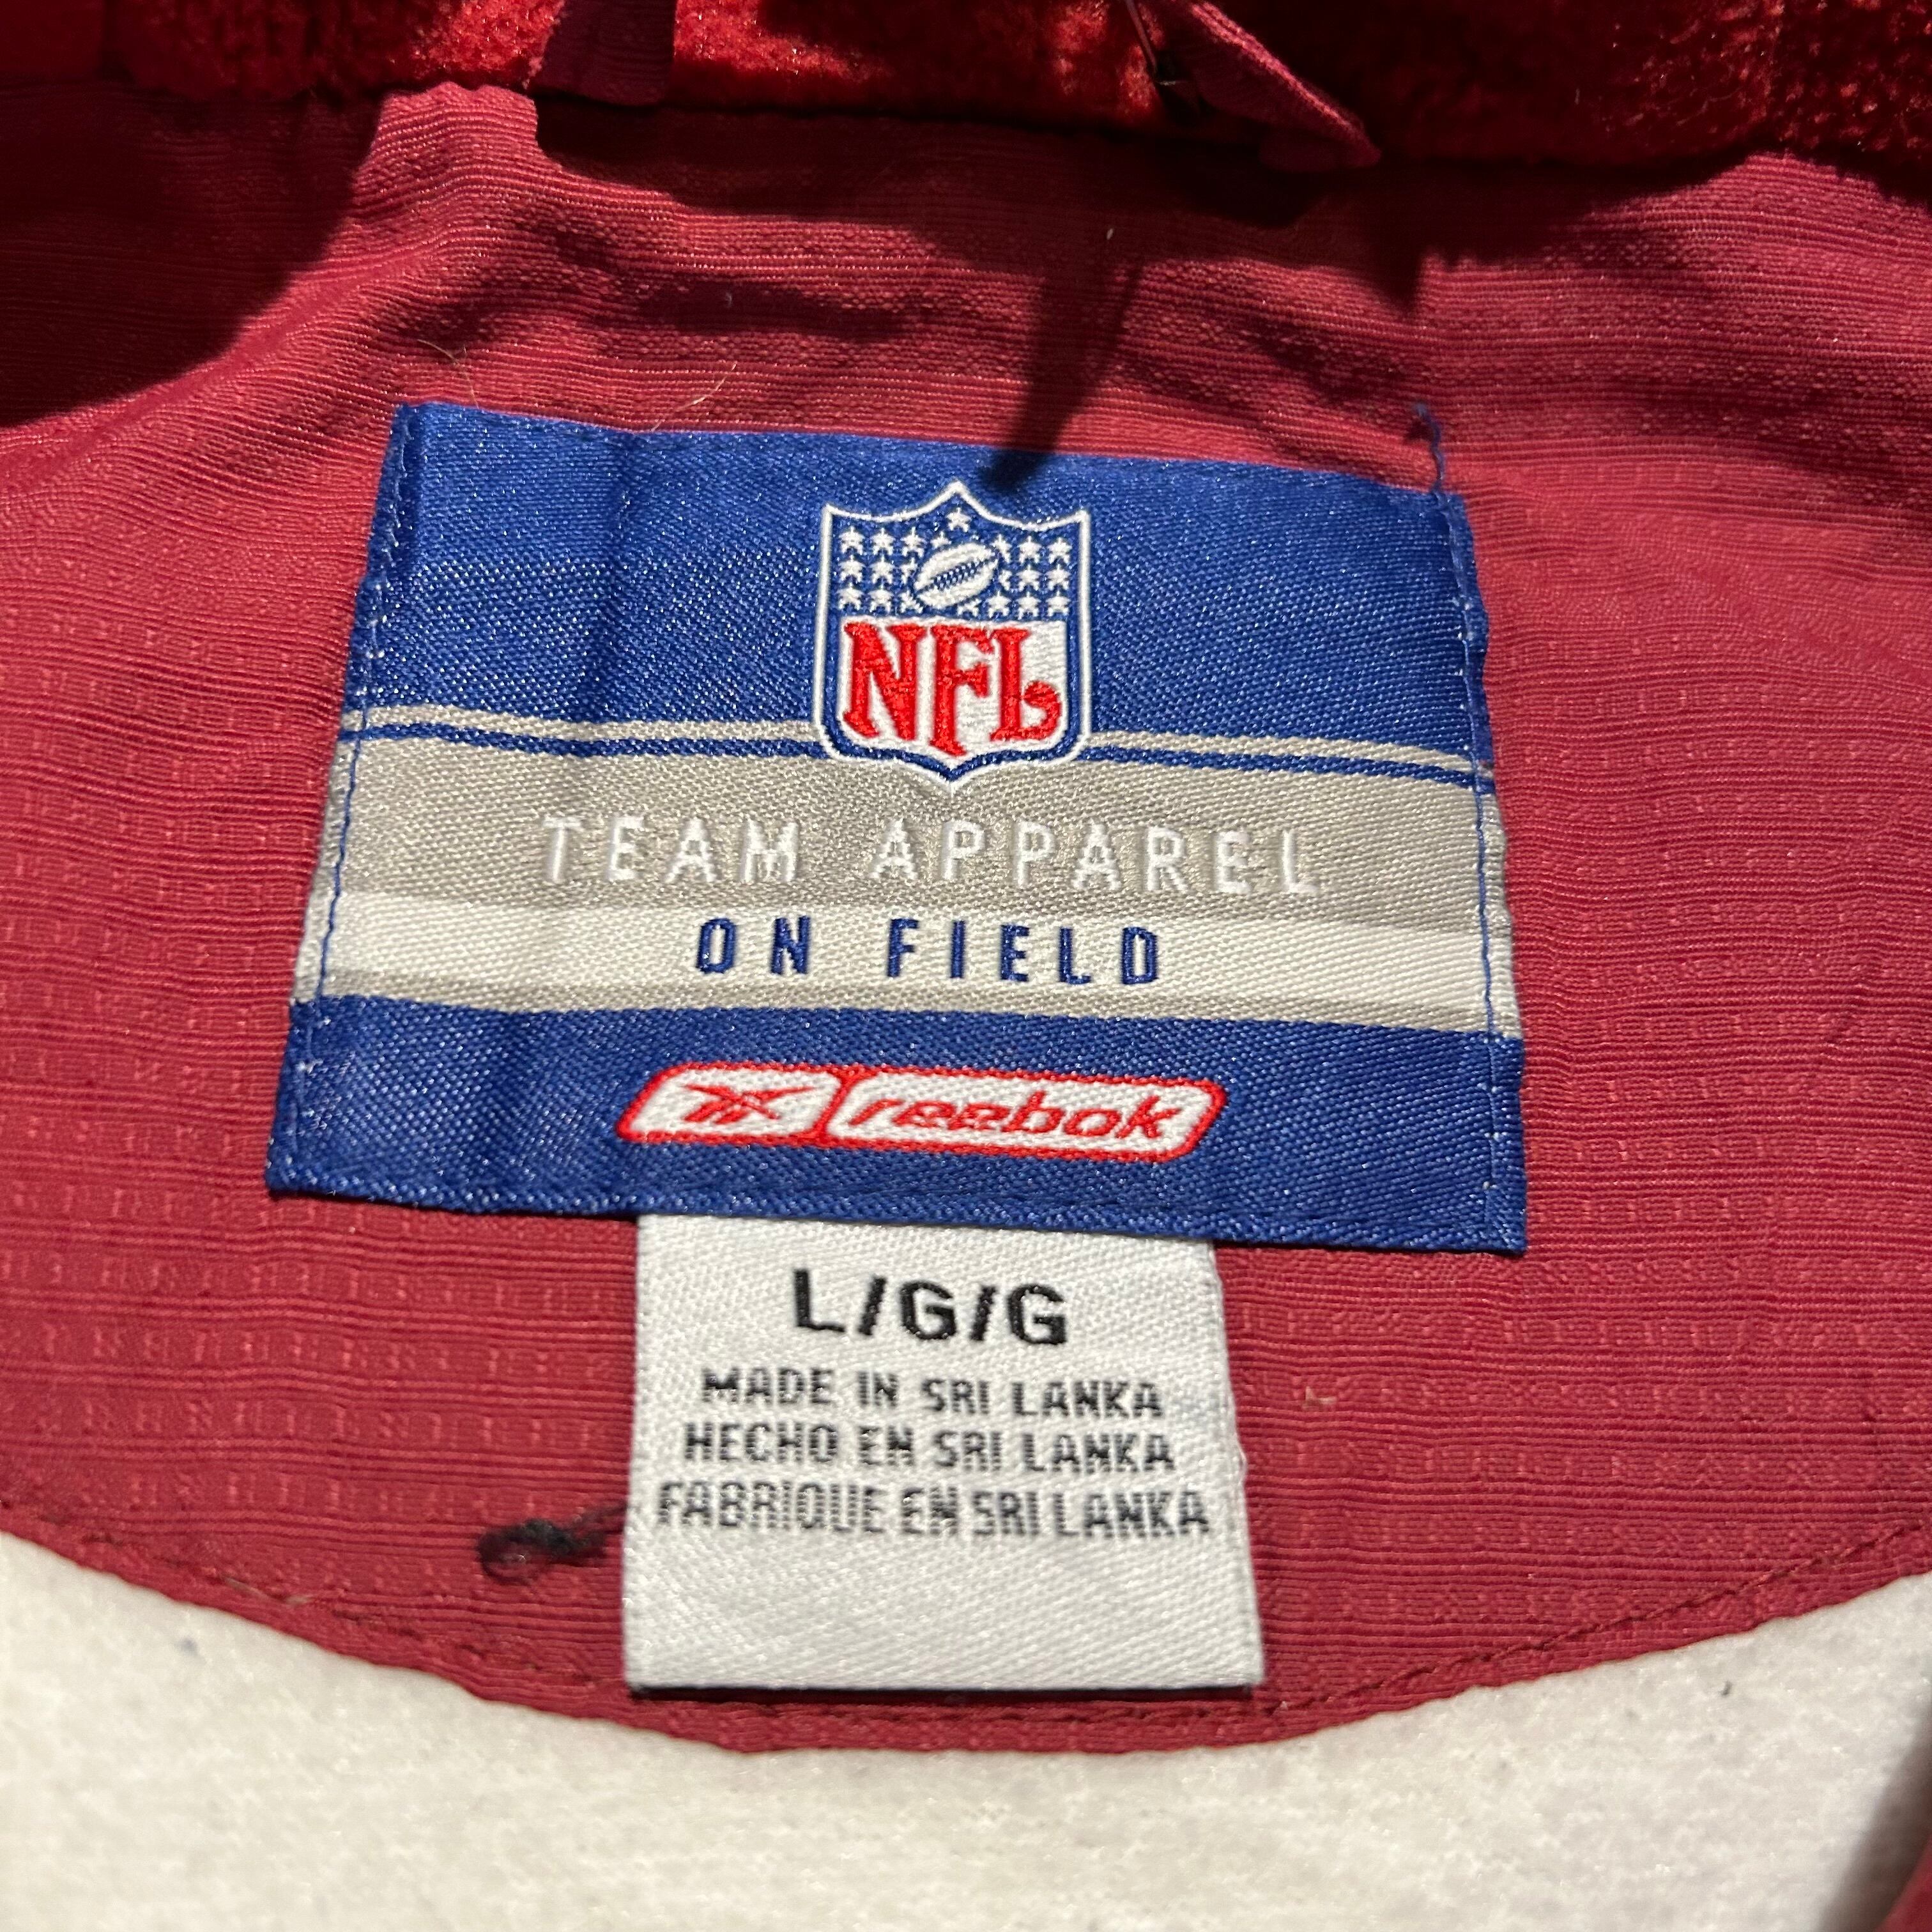 NFL
TEAM APPAREL
ON FIELD
reebok
L/G/G
MADE IN SRI LANKA
HECHO EN SRI LANKA
FABRIQUE EN SRI LANKA